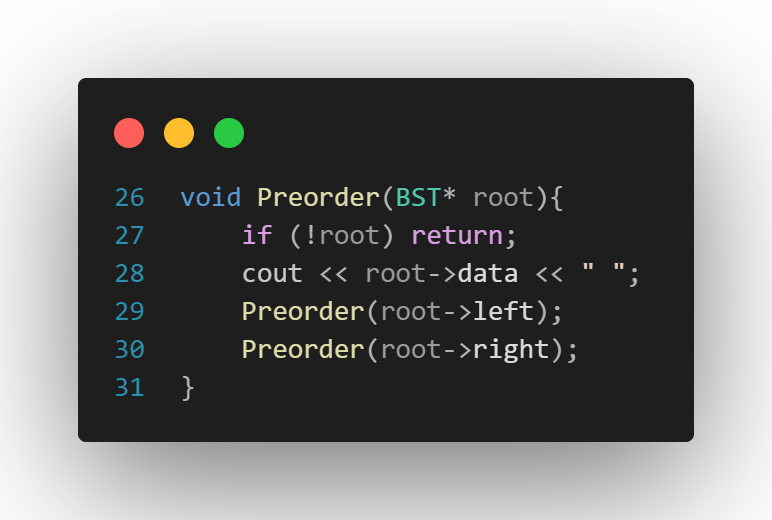 26 void Preorder(BST* root){
27     if (!root) return;
28     cout << root->data << " ";
29     Preorder(root->left);
30     Preorder(root->right);
31 }